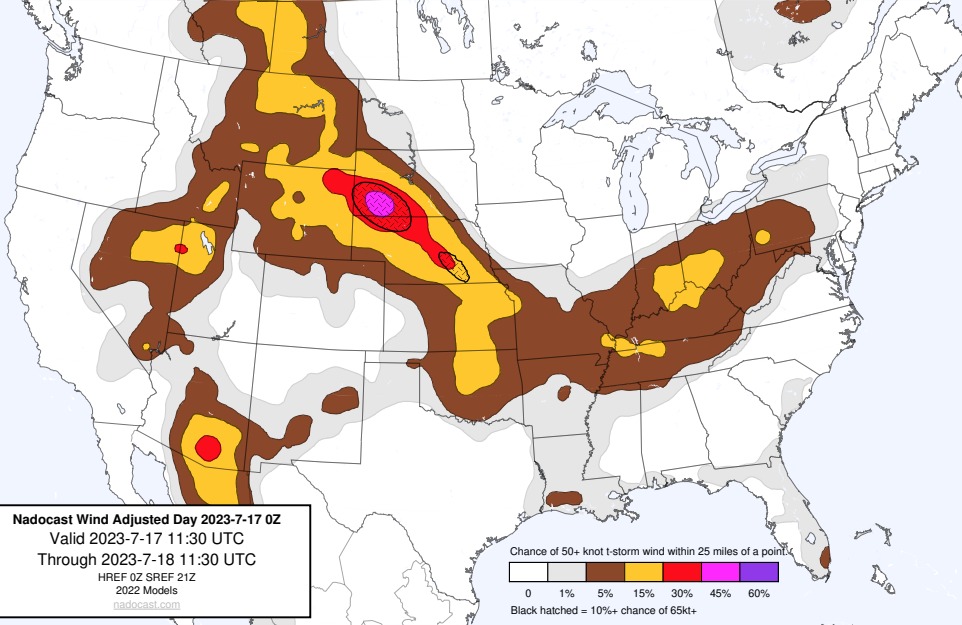 Nadocast Wind Adjusted Day 2023-7-17 0Z
Valid 2023-7-17 11:30 UTC
Through 2023-7-18 11:30 UTC
HREF 0Z SREF 21Z
2022 Models
nadocast.com
Chance of 50+ knot t-storm wind within 25 miles of a point.
0 1% 5% 15% 30% 45% 60%
Black hatched = 10%+ chance of 65kt+